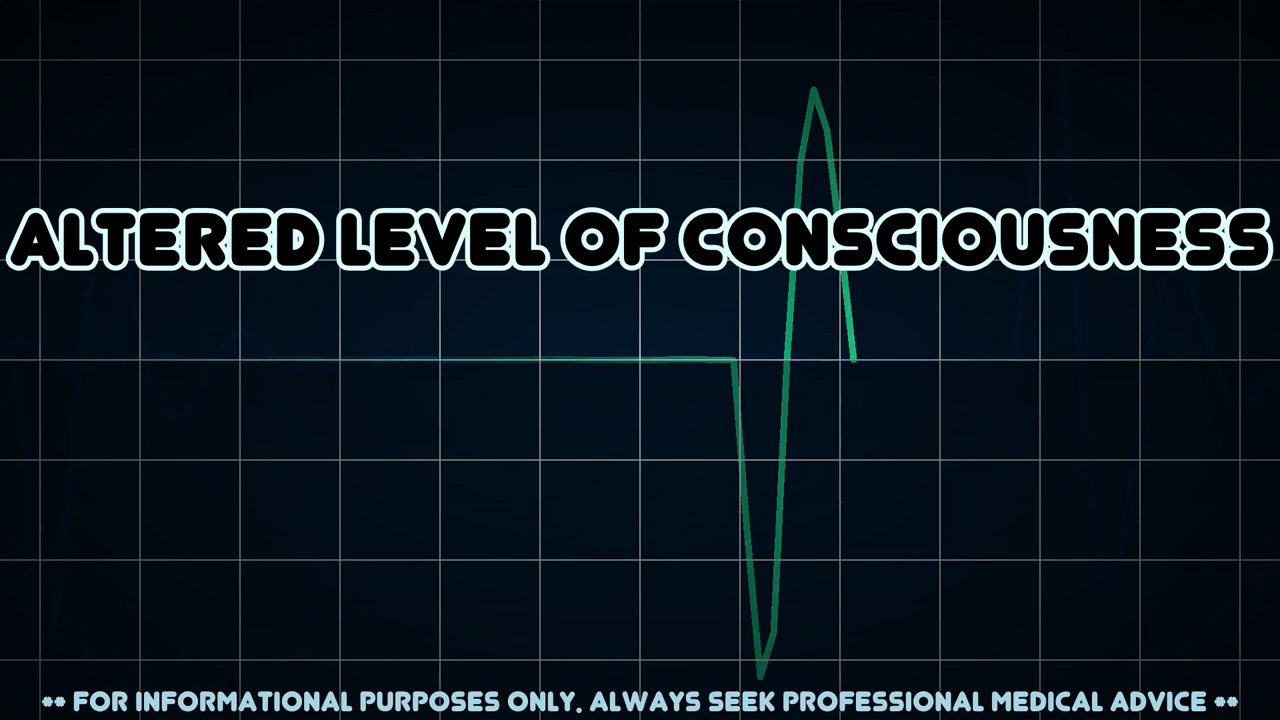 ALTERED LEVEL OF CONSCIOUSNESS
** FOR INFORMATIONAL PURPOSES ONLY. ALWAYS SEEK PROFESSIONAL MEDICAL ADVICE **